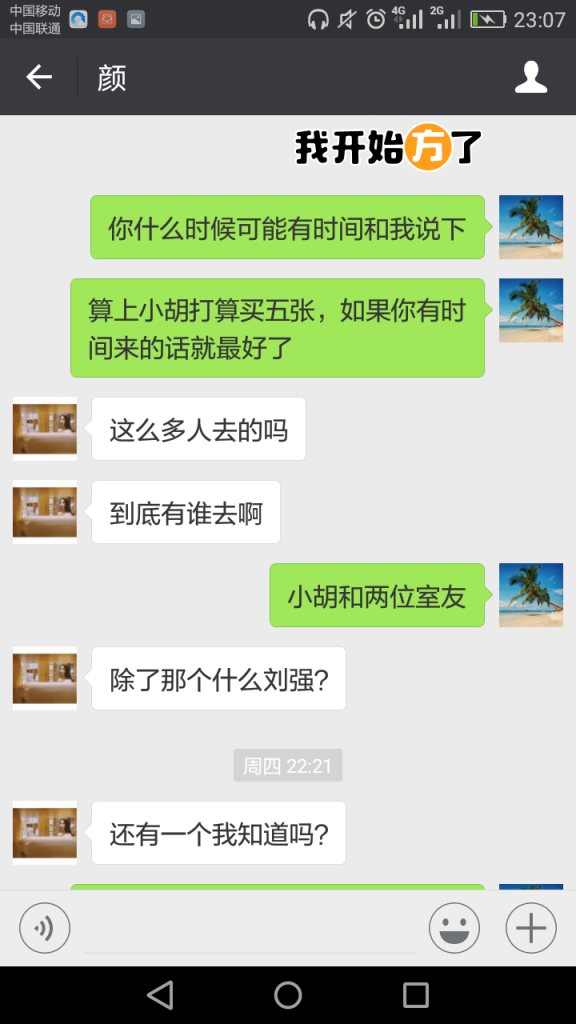 中国移动
中国联通
4G
2G
23:07
颜
我开始方了
你什么时候可能有时间和我说下
算上小胡打算买五张，如果你有时
间来的话就最好了
这么多人去的吗
到底有谁去啊
小胡和两位室友
除了那个什么刘强?
周四 22:21
还有一个我知道吗?